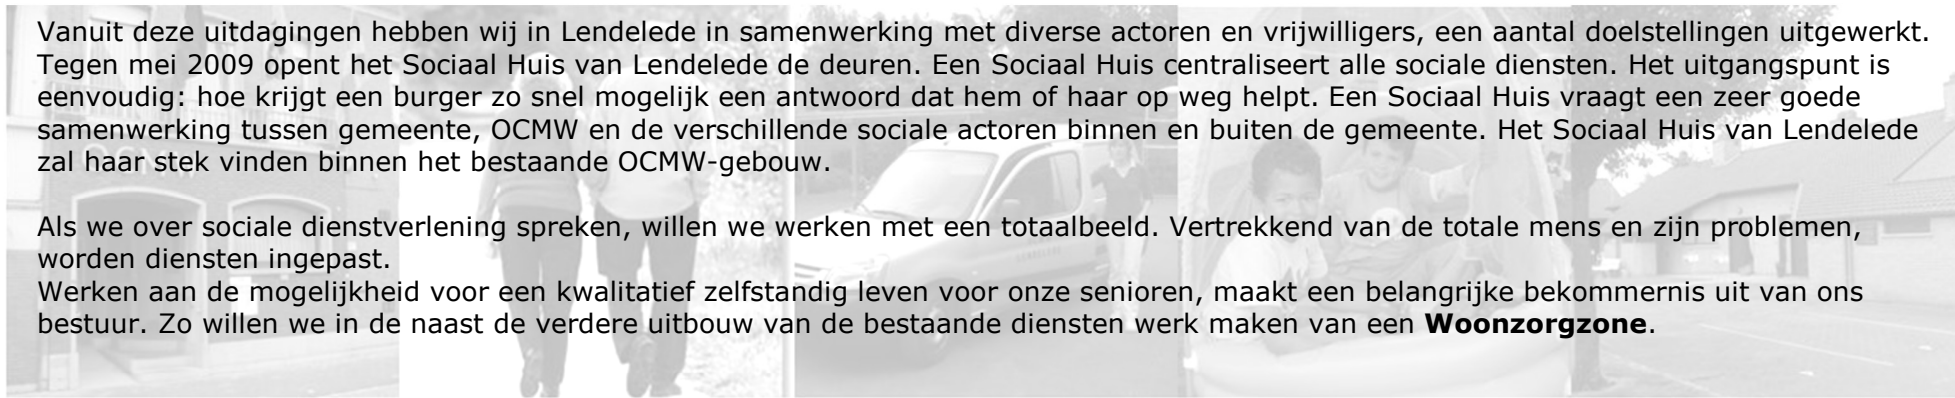 Vanuit deze uitdagingen hebben wij in Lendelede in samenwerking met diverse actoren en vrijwilligers, een aantal doelstellingen uitgewerkt.
Tegen mei 2009 opent het Sociaal Huis van Lendelede de deuren. Een Sociaal Huis centraliseert alle sociale diensten. Het uitgangspunt is
eenvoudig: hoe krijgt een burger zo snel mogelijk een antwoord dat hem of haar op weg helpt. Een Sociaal Huis vraagt een zeer goede
samenwerking tussen gemeente, OCMW en de verschillende sociale actoren binnen en buiten de gemeente. Het Sociaal Huis van Lendelede
zal haar stek vinden binnen het bestaande OCMW-gebouw.
Als we over sociale dienstverlening spreken, willen we werken met een totaalbeeld. Vertrekkend van de totale mens en zijn problemen,
worden diensten ingepast.
Werken aan de mogelijkheid voor een kwalitatief zelfstandig leven voor onze senioren, maakt een belangrijke bekommernis uit van ons
bestuur. Zo willen we in de naast de verdere uitbouw van de bestaande diensten werk maken van een Woonzorgzone.
OCMW